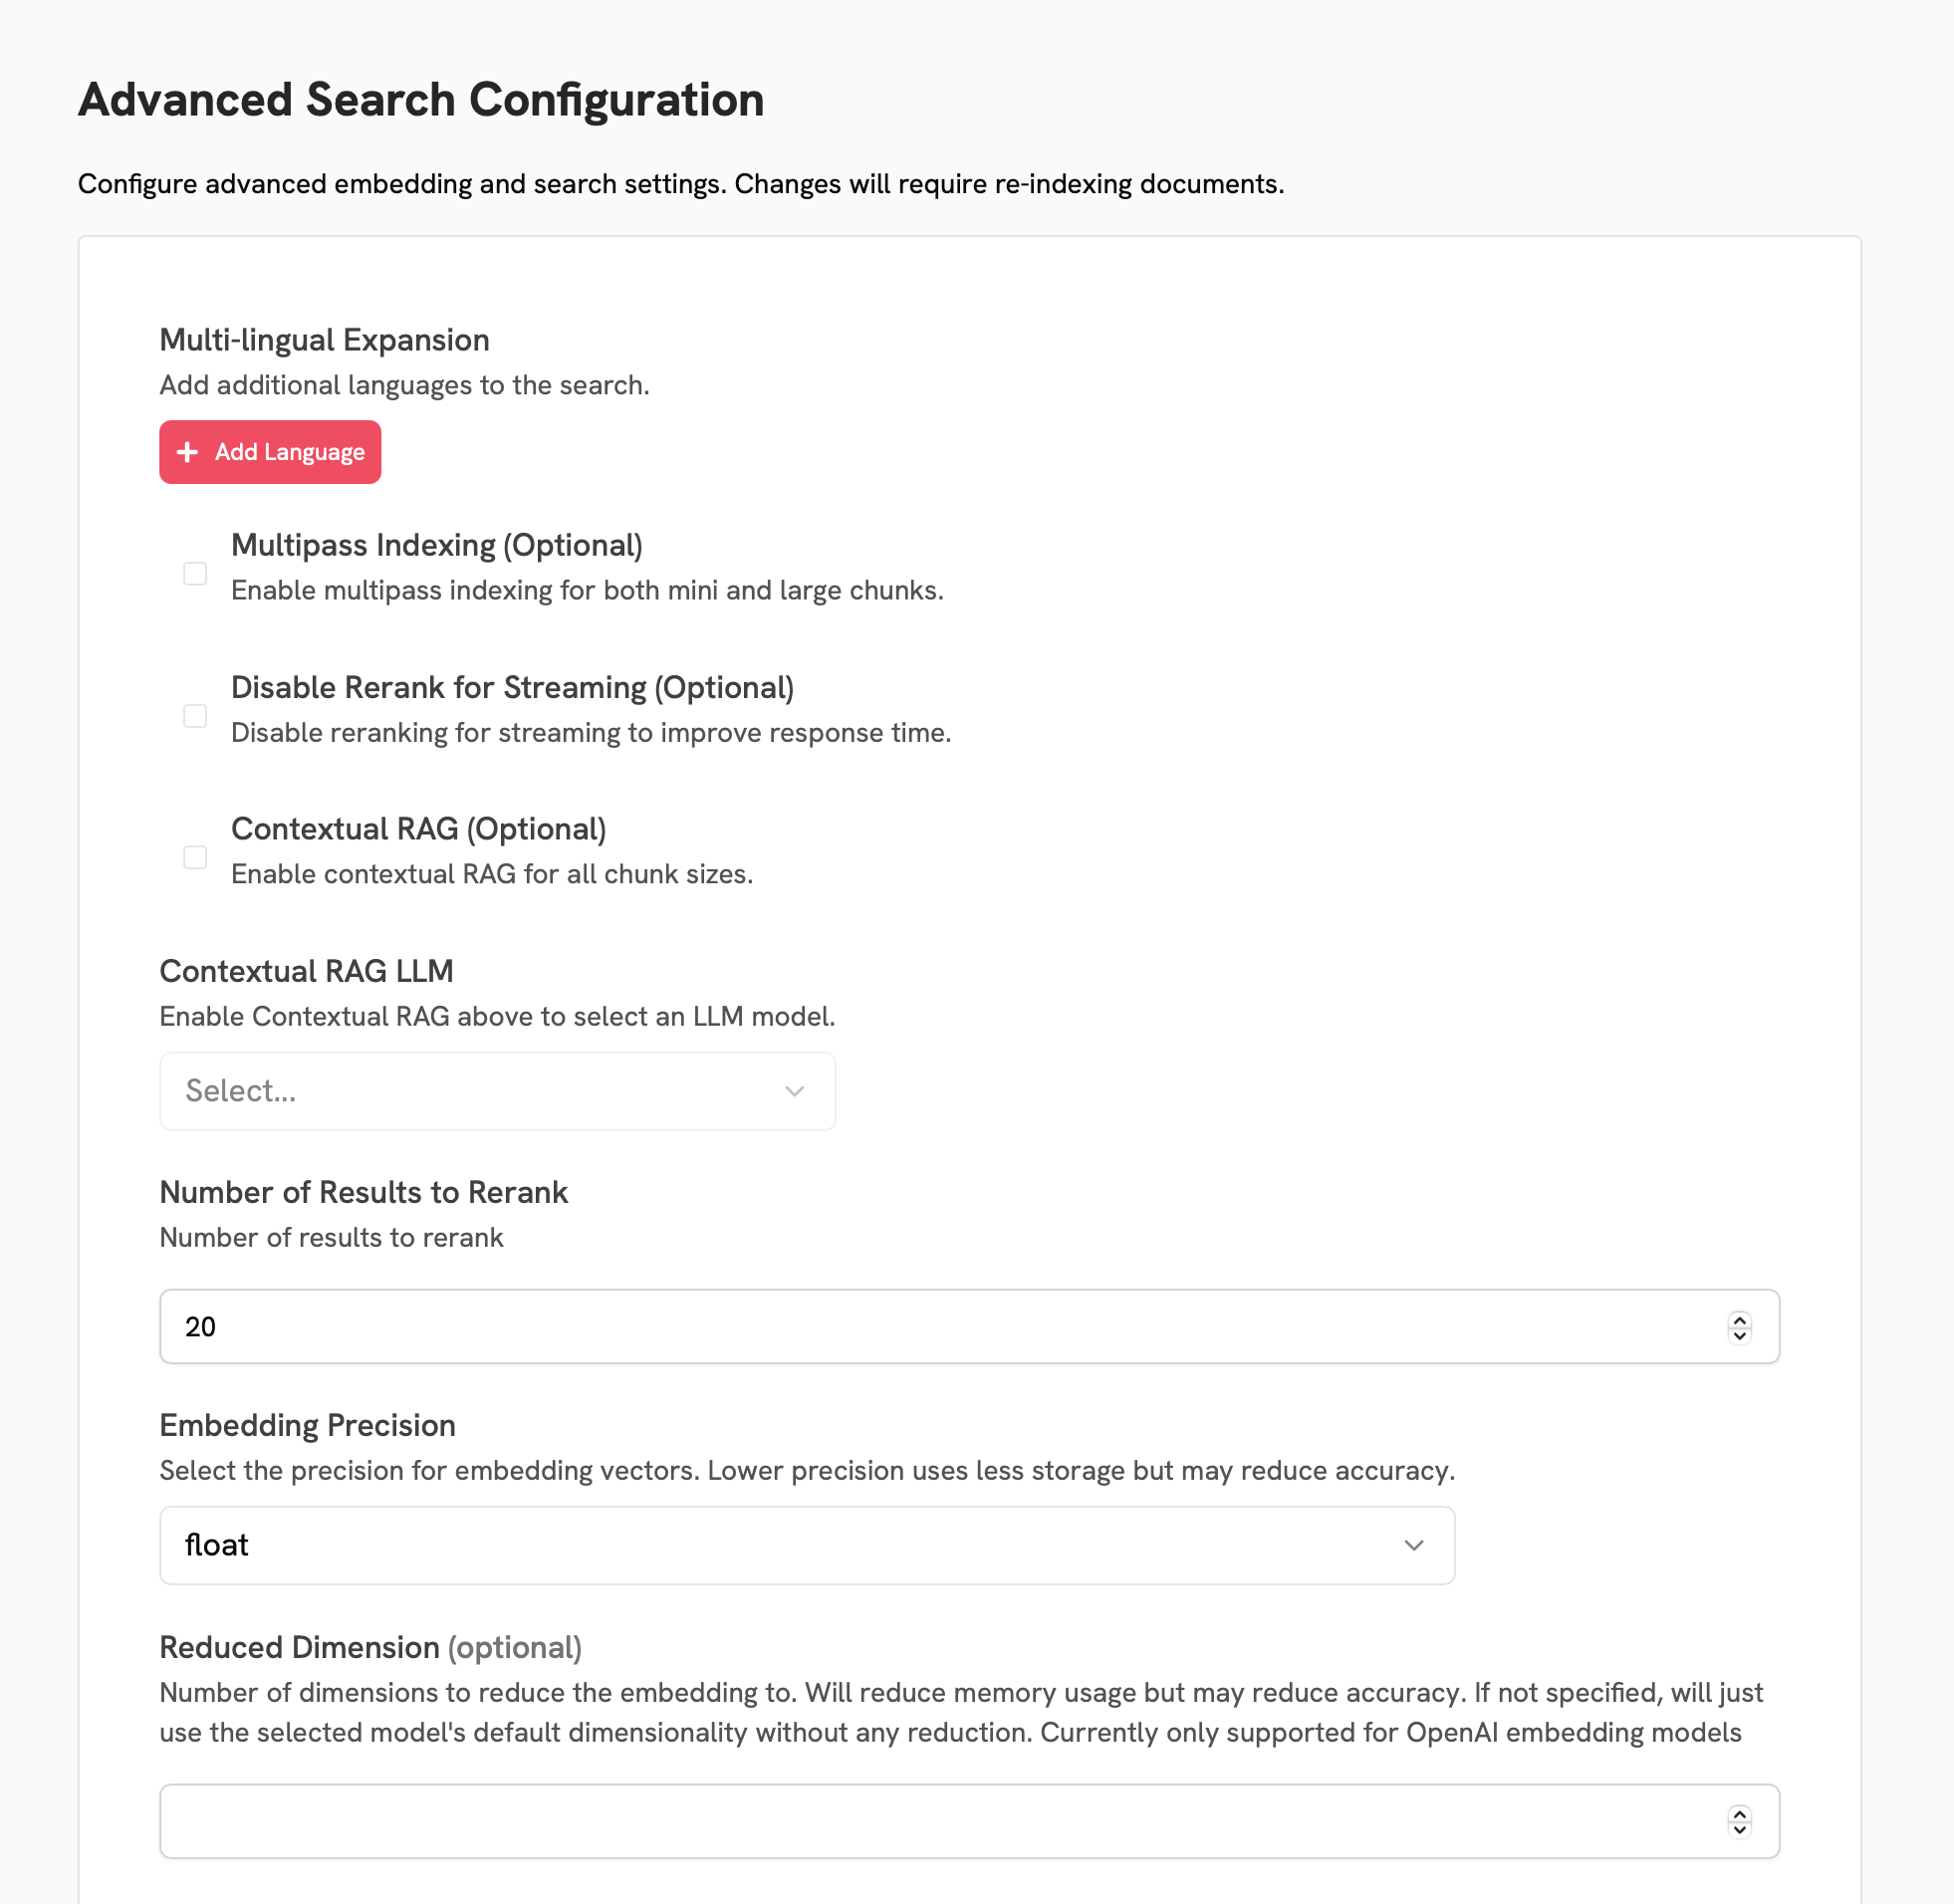 Advanced Search Configuration
Configure advanced embedding and search settings. Changes will require re-indexing documents.
Multi-lingual Expansion
Add additional languages to the search.
Add Language
Multipass Indexing (Optional)
Enable multipass indexing for both mini and large chunks.
Disable Rerank for Streaming (Optional)
Disable reranking for streaming to improve response time.
Contextual RAG (Optional)
Enable contextual RAG for all chunk sizes.
Contextual RAG LLM
Enable Contextual RAG above to select an LLM model.
Select...
Number of Results to Rerank
Number of results to rerank
20
Embedding Precision
Select the precision for embedding vectors. Lower precision uses less storage but may reduce accuracy.
float
Reduced Dimension (optional)
Number of dimensions to reduce the embedding to. Will reduce memory usage but may reduce accuracy. If not specified, will just
use the selected model's default dimensionality without any reduction. Currently only supported for OpenAI embedding models